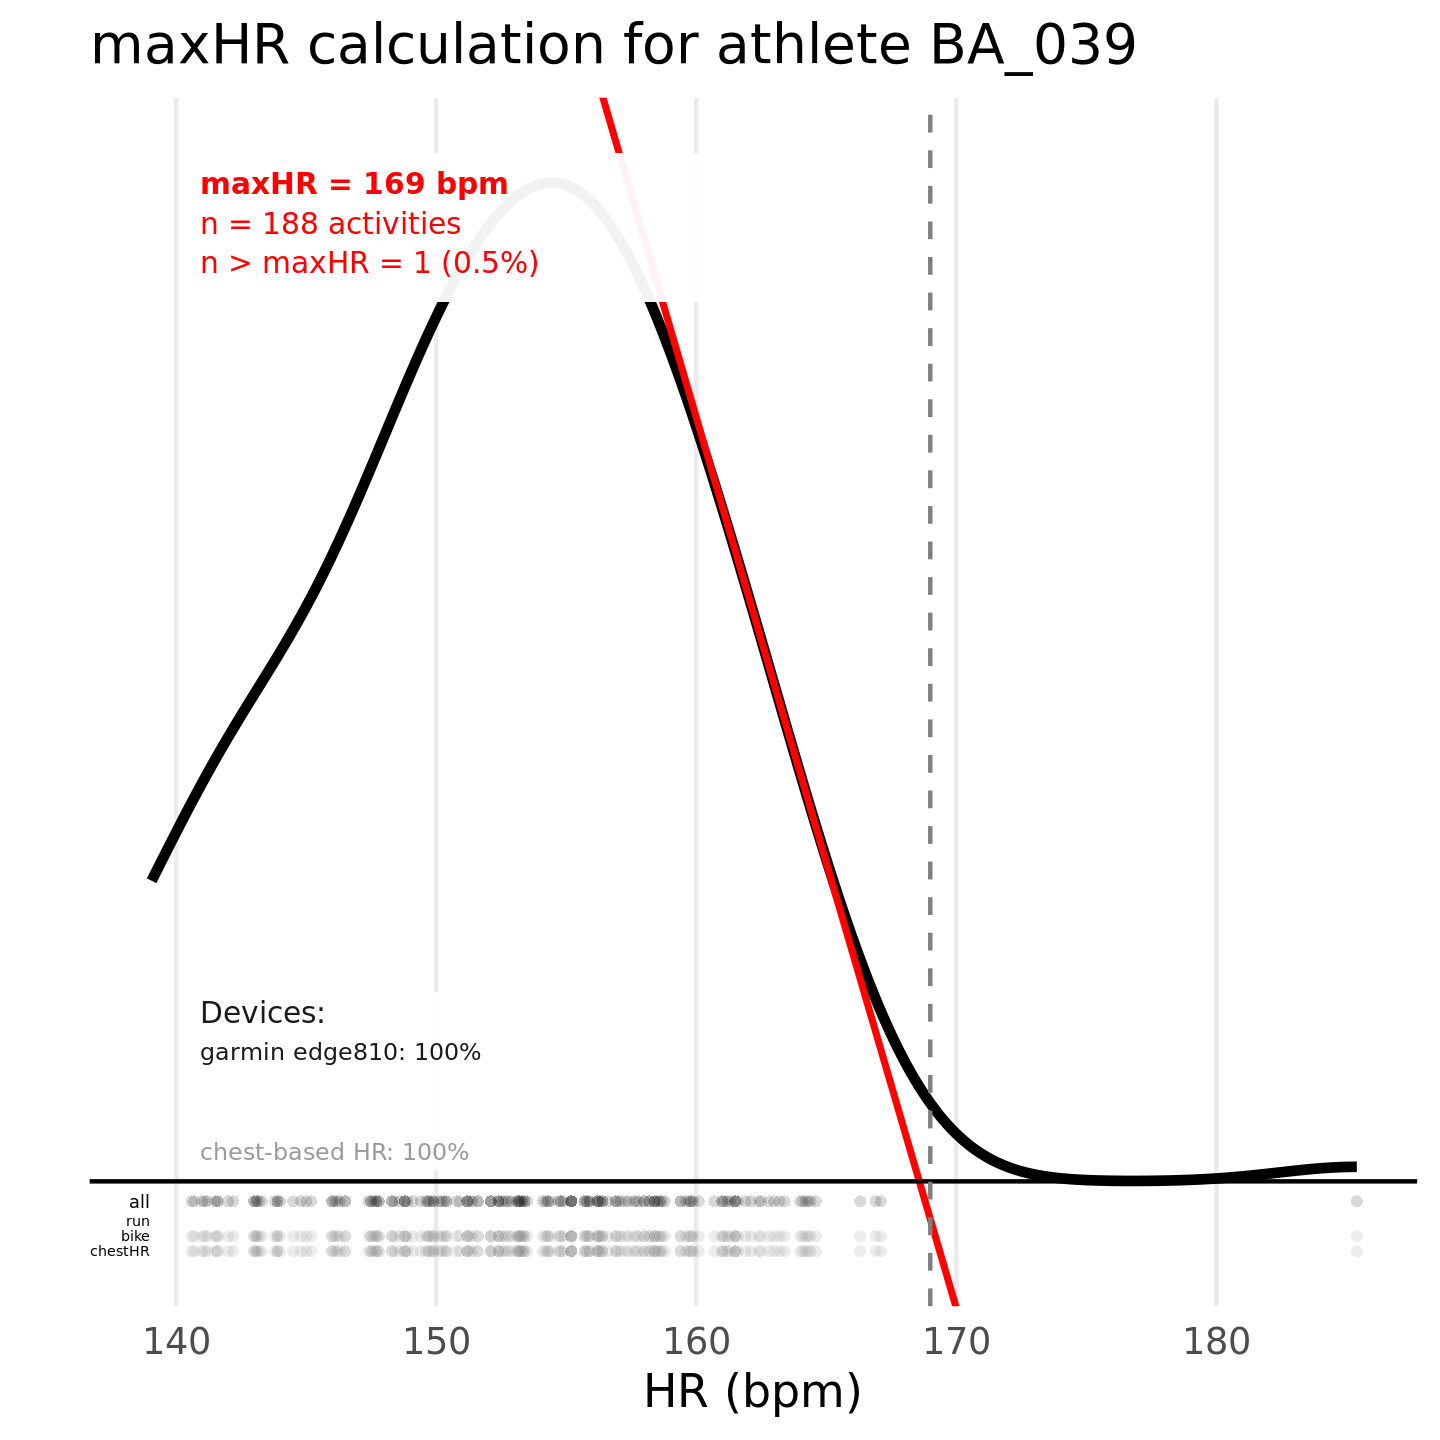 maxHR calculation for athlete BA_039
maxHR = 169 bpm
n = 188 activities
n > maxHR = 1 (0.5%)
Devices:
garmin edge810: 100%
chest-based HR: 100%
all
run
bike
chestHR
140 150 160 170 180
HR (bpm)